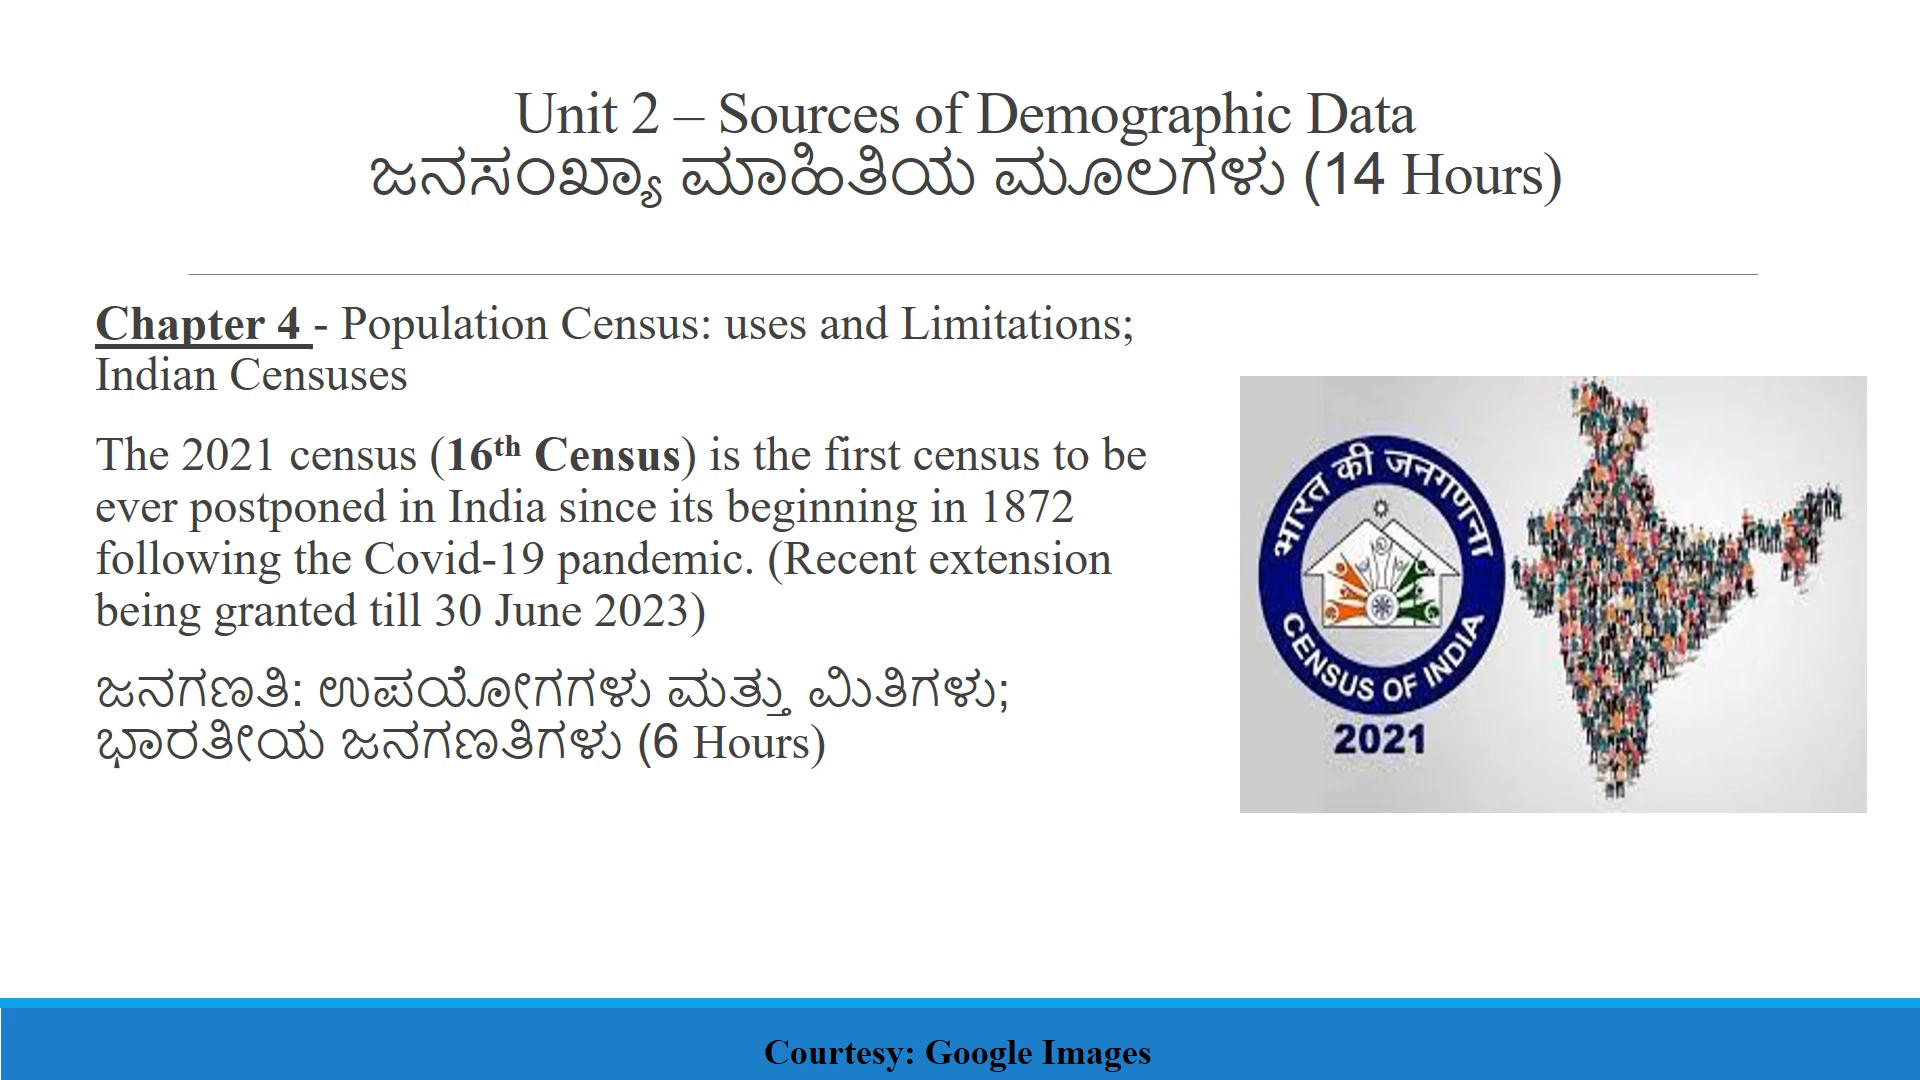 Unit 2 – Sources of Demographic Data
ಜನಸಂಖ್ಯಾ ಮಾಹಿತಿಯ ಮೂಲಗಳು (14 Hours)
Chapter 4 - Population Census: uses and Limitations;
Indian Censuses
The 2021 census (16th Census) is the first census to be
ever postponed in India since its beginning in 1872
following the Covid-19 pandemic. (Recent extension
being granted till 30 June 2023)
ಜನಗಣತಿ: ಉಪಯೋಗಗಳು ಮತ್ತು ಮಿತಿಗಳು;
ಭಾರತೀಯ ಜನಗಣತಿಗಳು (6 Hours)
भारत की जनगणना
CENSUS OF INDIA
2021
Courtesy: Google Images